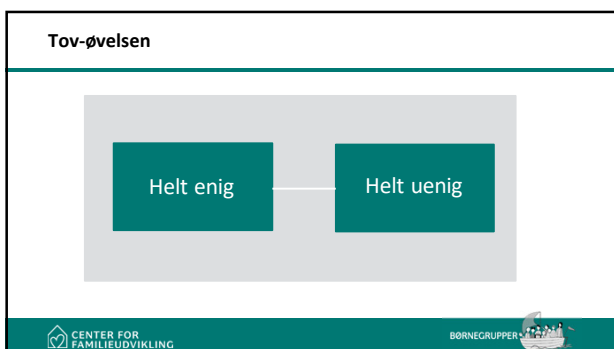 Tov-øvelsen
Helt enig
Helt uenig
CENTER FOR
FAMILIEUDVIKLING
BØRNEGRUPPER